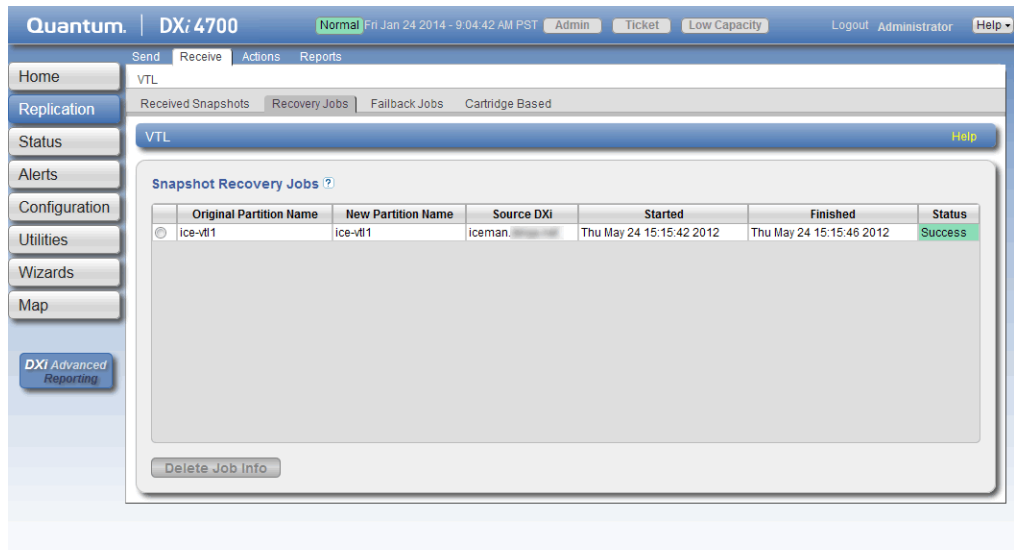 Quantum. | DXi 4700 Normal Fri Jan 24 2014 - 9:04:42 AM PST Admin Ticket Low Capacity Logout Administrator Help
Send Receive Actions Reports
Home
VTL
Replication
Received Snapshots Recovery Jobs Failback Jobs Cartridge Based
Status
VTL Help
Alerts
Snapshot Recovery Jobs ?
Configuration
Original Partition Name New Partition Name Source DXi Started Finished Status
ice-vtl1 ice-vtl1 iceman. Thu May 24 15:15:42 2012 Thu May 24 15:15:46 2012 Success
Utilities
Wizards
Map
DXi Advanced
Reporting
Delete Job Info